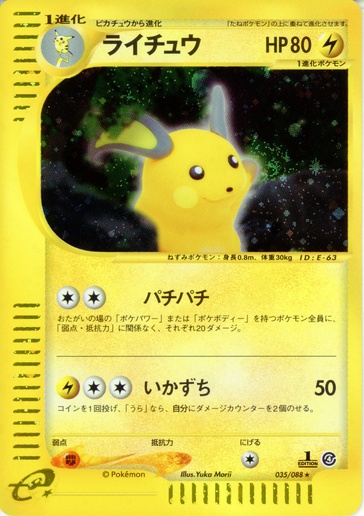 1進化
ピカチュウから進化
「たねポケモン」の上に重ねて進化させます。
ライチュウ HP80
1進化ポケモン
ねずみポケモン：身長0.8m、体重30kg ID:E-63
パチパチ
おたがいの場の「ポケパワー」または「ポケボディー」を持つポケモン全員に、
「弱点・抵抗力」に関係なく、それぞれ20ダメージ。
いかずち 50
コインを1回投げ、「うら」なら、自分にダメージカウンターを2個のせる。
弱点 抵抗力 にげる
1
EDITION
© Pokémon Illus.Yuka Morii 035/088 ★
e